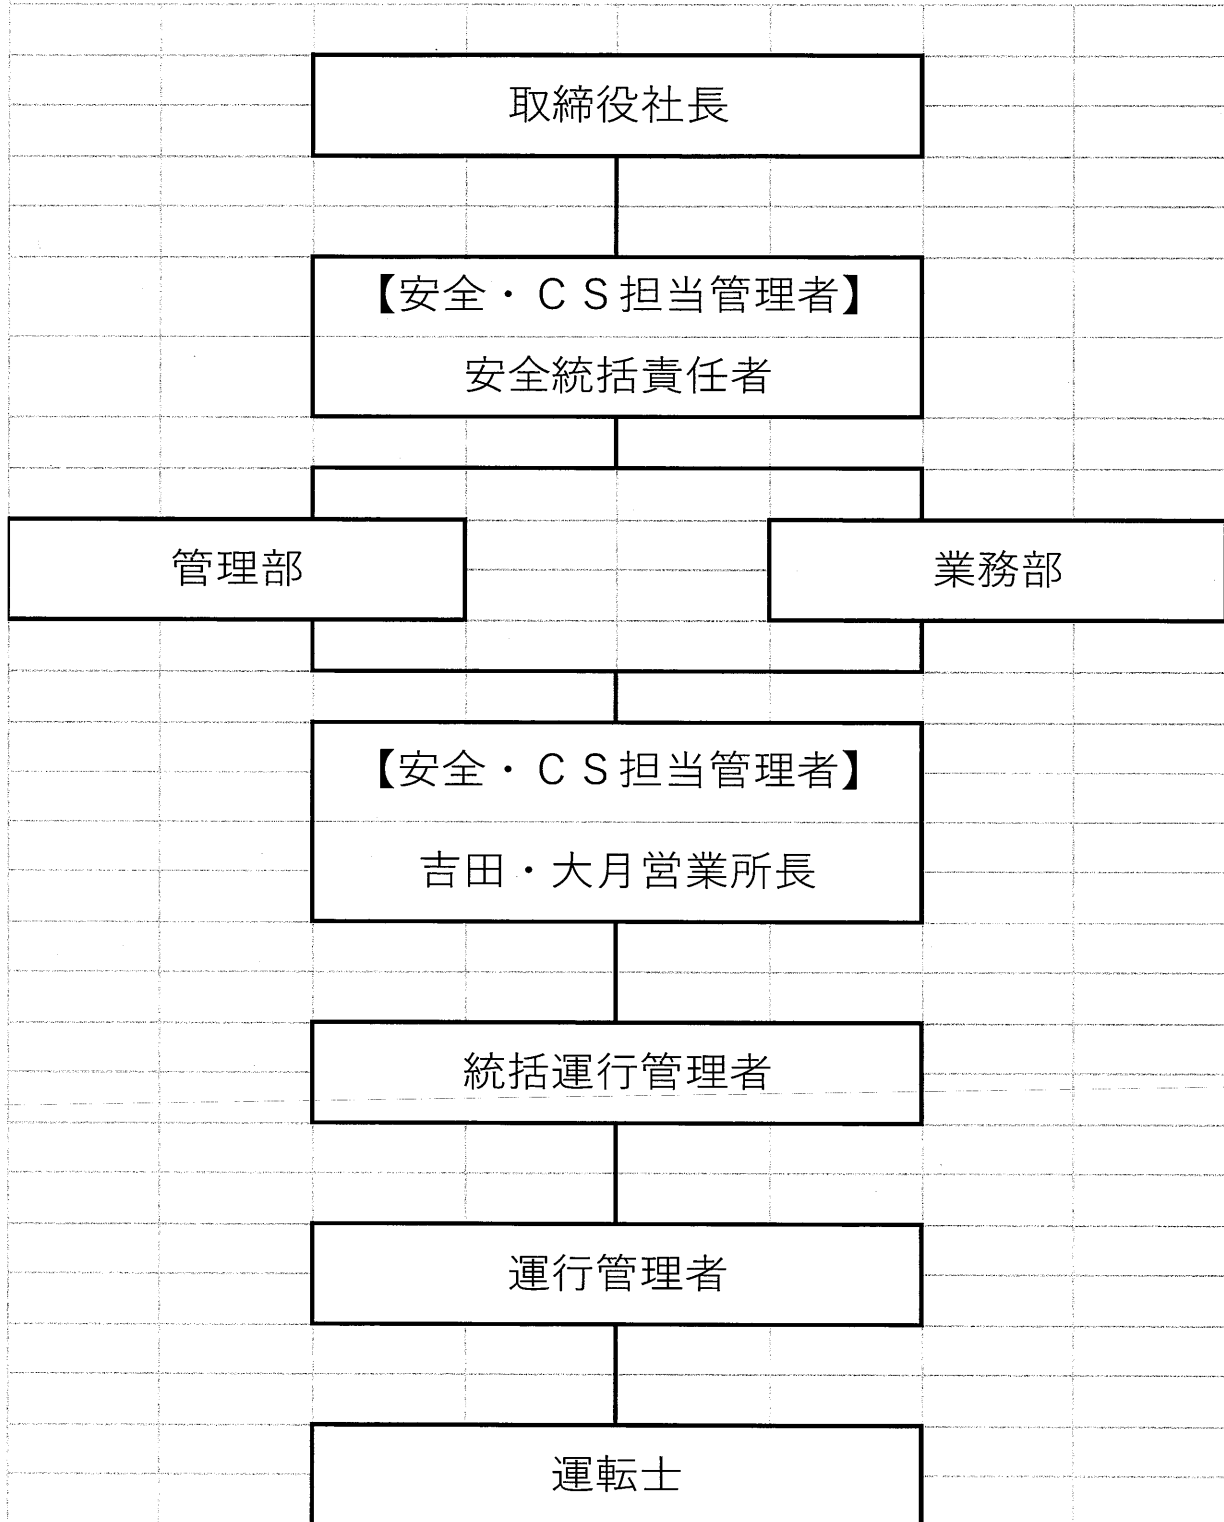 取締役社長
【安全・ＣＳ担当管理者】
安全統括責任者
管理部
業務部
【安全・ＣＳ担当管理者】
吉田・大月営業所長
統括運行管理者
運行管理者
運転士